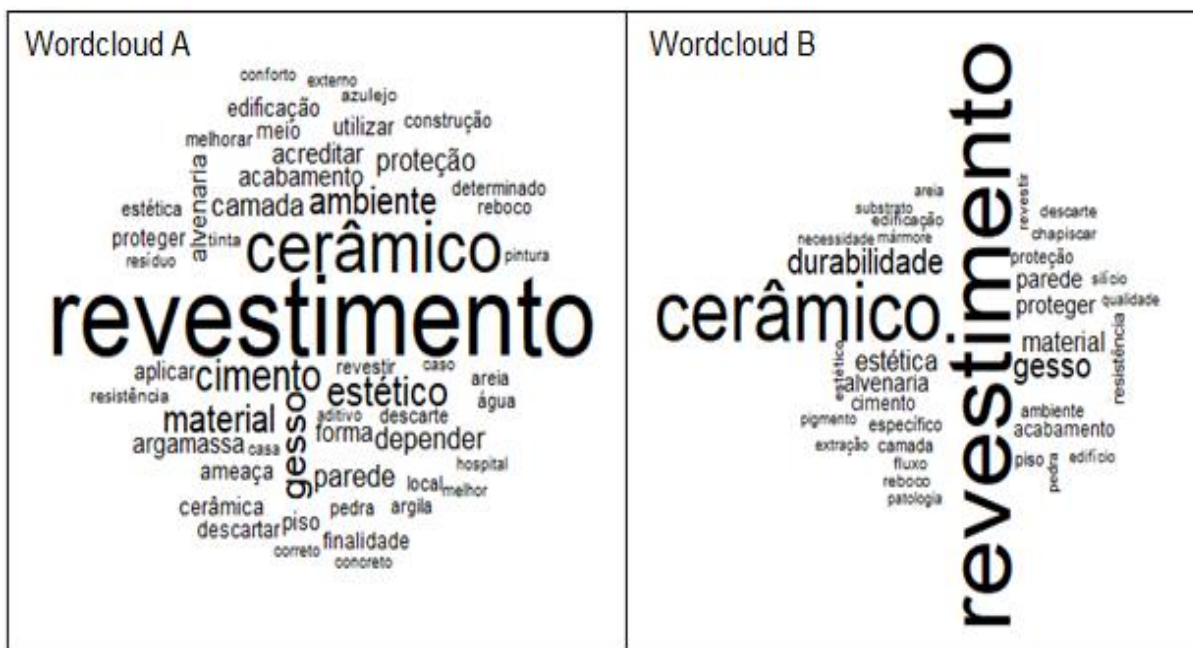 Wordcloud A
conforto externo
azulejo
edificação
melhorar meio utilizar construção
acreditar proteção
acabamento
alvenaria
determinado
estética camada ambiente reboco
proteger tinta
resíduo
cerâmico pintura
revestimento
aplicar cimento revestir caso
resistência estético areia
água
material gesso aditivo descarte
argamassa casa forma depender
ameaça parede hospital
local melhor
cerâmica pedra argila
descartar piso
correto finalidade
concreto
Wordcloud B
revestimento
areia
substrato
edificação
necessidade mármore
durabilidade
cerâmico
revestir
descarte
chapiscar
proteção
parede silício
proteger qualidade
material
resistência
gesso
estético
estética
alvenaria
cimento
pigmento específico
extração camada
fluxo
reboco
patologia
ambiente
acabamento
piso pedra edifício